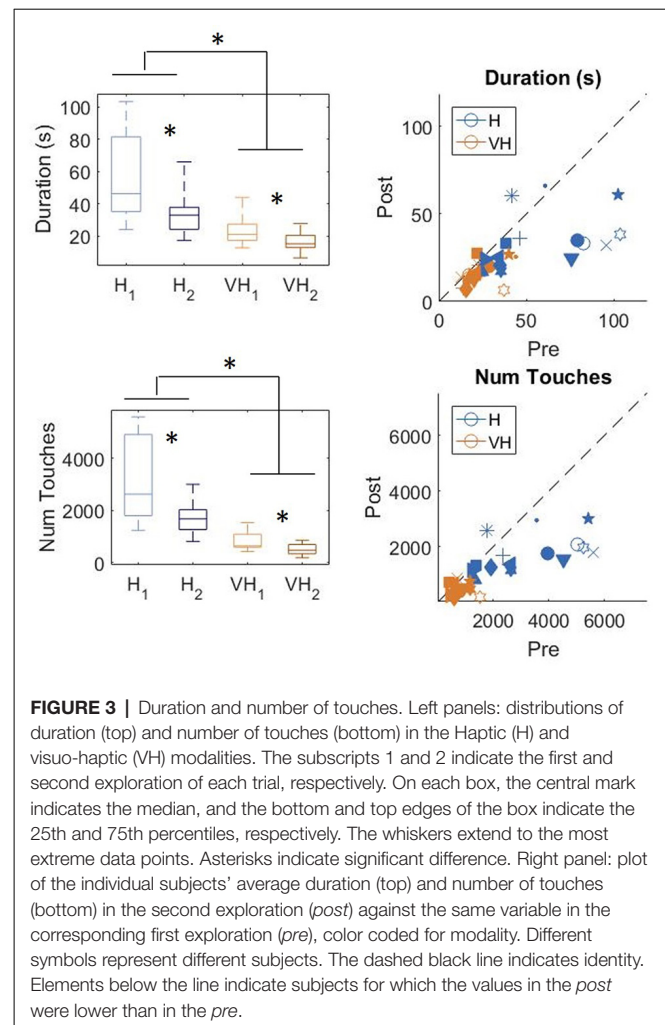 *
Duration (s)
100
80
60
40
20
*
*
H1
H2
VH1
VH2
Duration (s)
H
VH
Post
100
50
0
0
50
100
Pre
*
Num Touches
4000
2000
0
*
*
H1
H2
VH1
VH2
Num Touches
H
VH
Post
6000
4000
2000
2000
4000
6000
Pre
FIGURE 3 | Duration and number of touches. Left panels: distributions of
duration (top) and number of touches (bottom) in the Haptic (H) and
visuo-haptic (VH) modalities. The subscripts 1 and 2 indicate the first and
second exploration of each trial, respectively. On each box, the central mark
indicates the median, and the bottom and top edges of the box indicate the
25th and 75th percentiles, respectively. The whiskers extend to the most
extreme data points. Asterisks indicate significant difference. Right panel: plot
of the individual subjects’ average duration (top) and number of touches
(bottom) in the second exploration (post) against the same variable in the
corresponding first exploration (pre), color coded for modality. Different
symbols represent different subjects. The dashed black line indicates identity.
Elements below the line indicate subjects for which the values in the post
were lower than in the pre.